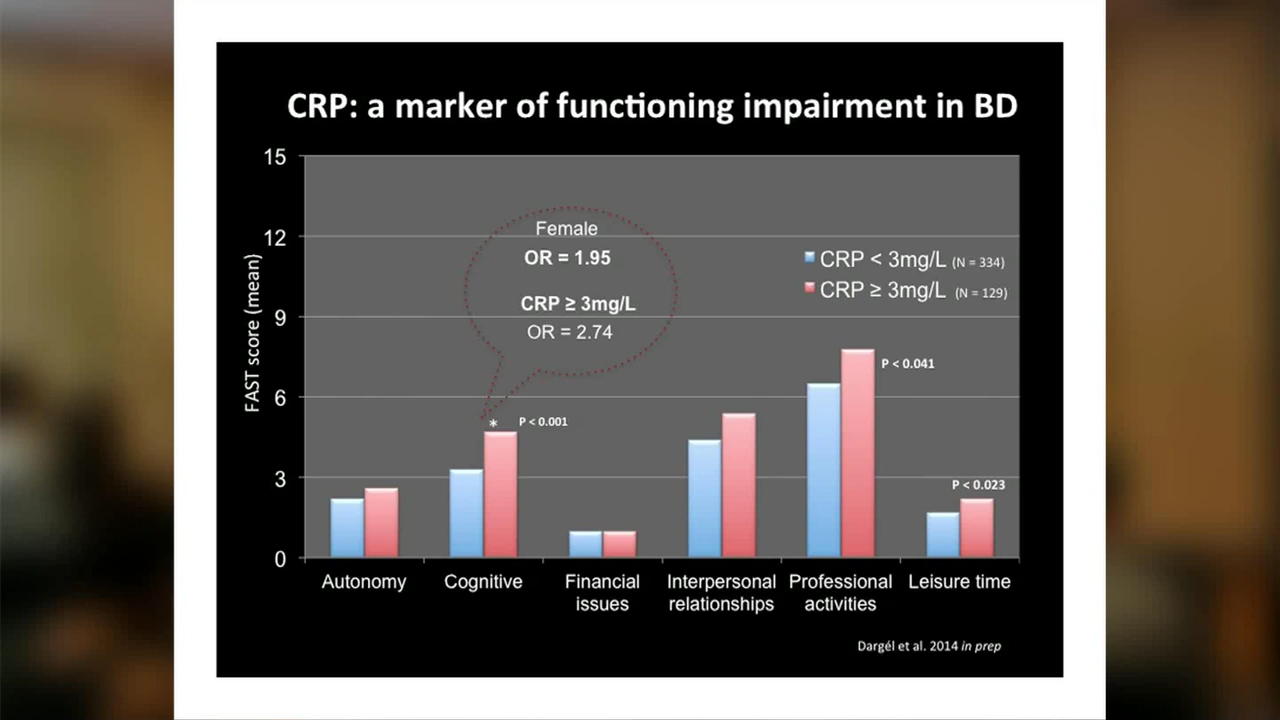 CRP: a marker of functioning impairment in BD
15
12
9
6
3
0
FAST score (mean)
Female
OR = 1.95
CRP ≥ 3mg/L
OR = 2.74
CRP < 3mg/L (N = 334)
CRP ≥ 3mg/L (N = 129)
* P < 0.001
P < 0.041
P < 0.023
Autonomy
Cognitive
Financial
issues
Interpersonal
relationships
Professional
activities
Leisure time
Dargél et al. 2014 in prep